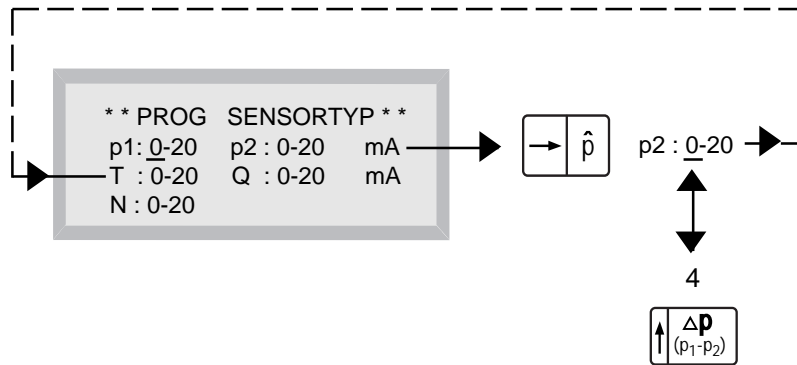 * * PROG SENSORTYP * *
p1: 0-20 p2 : 0-20 mA
T : 0-20 Q : 0-20 mA
N : 0-20
p̂
p2 : 0-20
4
△p
(p₁-p₂)